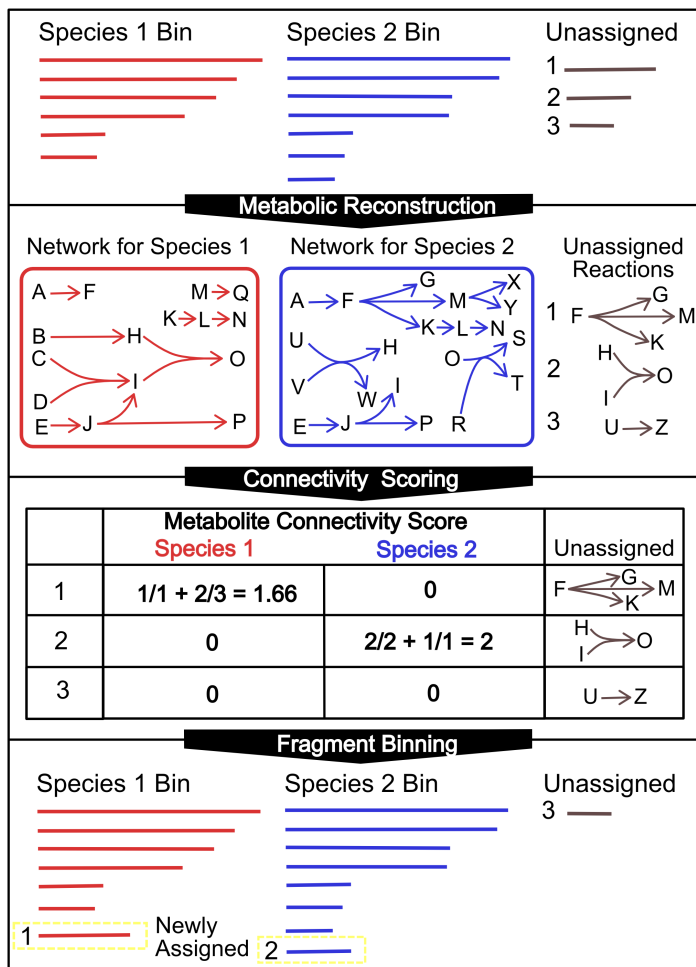 Species 1 Bin
Species 2 Bin
Unassigned
1
2
3
Metabolic Reconstruction
Network for Species 1
Network for Species 2
Unassigned
Reactions
A F M Q
K L N
B H
C
I O
D
E J P
G X
A F M
Y
K L N
U S
H O
V W I T
E J P R
1 F G M
K
2 H O
I
3 U Z
Connectivity Scoring
Metabolite Connectivity Score
Species 1 Species 2 Unassigned
1 1/1 + 2/3 = 1.66 0 F G M
K
2 0 2/2 + 1/1 = 2 H O
I
3 0 0 U Z
Fragment Binning
Species 1 Bin
Species 2 Bin
Unassigned
3
1 Newly
Assigned
2